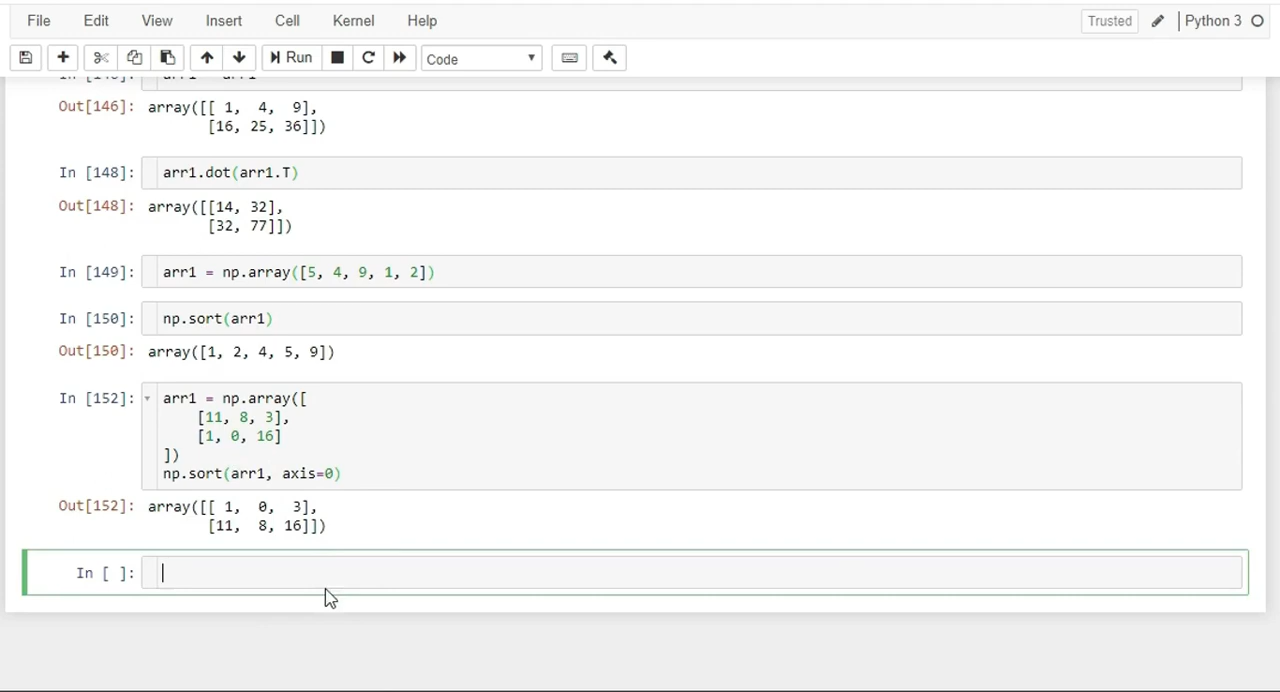 File Edit View Insert Cell Kernel Help Trusted Python 3
Run Code
Out[146]: array([[ 1, 4, 9],
[16, 25, 36]])
In [148]: arr1.dot(arr1.T)
Out[148]: array([[14, 32],
[32, 77]])
In [149]: arr1 = np.array([5, 4, 9, 1, 2])
In [150]: np.sort(arr1)
Out[150]: array([1, 2, 4, 5, 9])
In [152]: arr1 = np.array([
[11, 8, 3],
[1, 0, 16]
])
np.sort(arr1, axis=0)
Out[152]: array([[ 1, 0, 3],
[11, 8, 16]])
In [ ]: